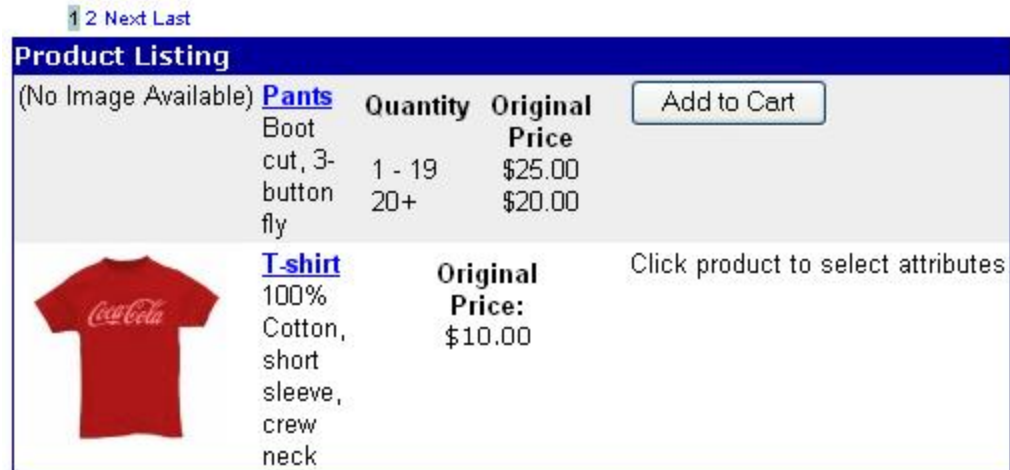 1 2 Next Last
Product Listing
(No Image Available) Pants Quantity Original Add to Cart
Boot Price
cut, 3- 1 - 19 $25.00
button 20+ $20.00
fly
T-shirt Original Click product to select attributes
100% Price:
Cotton, $10.00
short
sleeve,
crew
neck
Coca-Cola